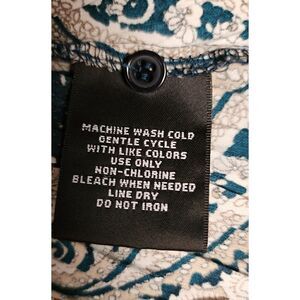 MACHINE WASH COLD
GENTLE CYCLE
WITH LIKE COLORS
USE ONLY
NON-CHLORINE
BLEACH WHEN NEEDED
LINE DRY
DO NOT IRON